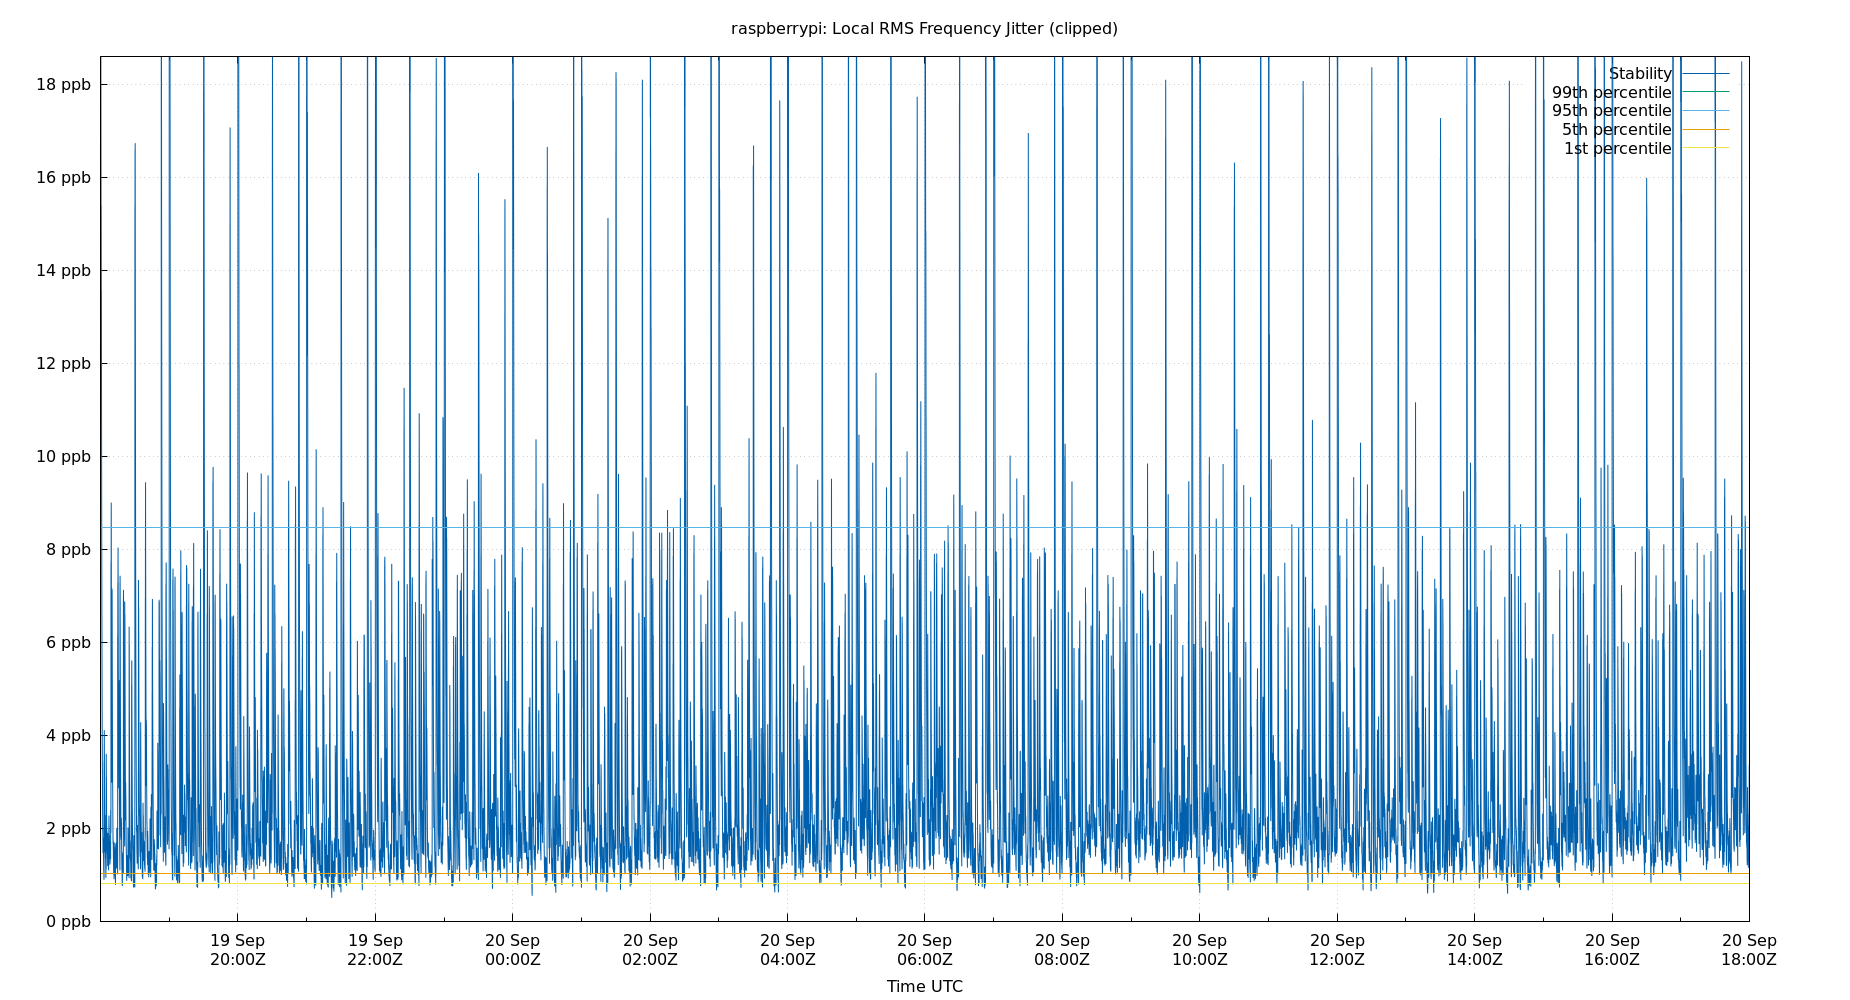 raspberrypi: Local RMS Frequency Jitter (clipped)
18 ppb
16 ppb
14 ppb
12 ppb
10 ppb
8 ppb
6 ppb
4 ppb
2 ppb
0 ppb
Stability
99th percentile
95th percentile
5th percentile
1st percentile
19 Sep
20:00Z
19 Sep
22:00Z
20 Sep
00:00Z
20 Sep
02:00Z
20 Sep
04:00Z
20 Sep
06:00Z
20 Sep
08:00Z
20 Sep
10:00Z
20 Sep
12:00Z
20 Sep
14:00Z
20 Sep
16:00Z
20 Sep
18:00Z
Time UTC